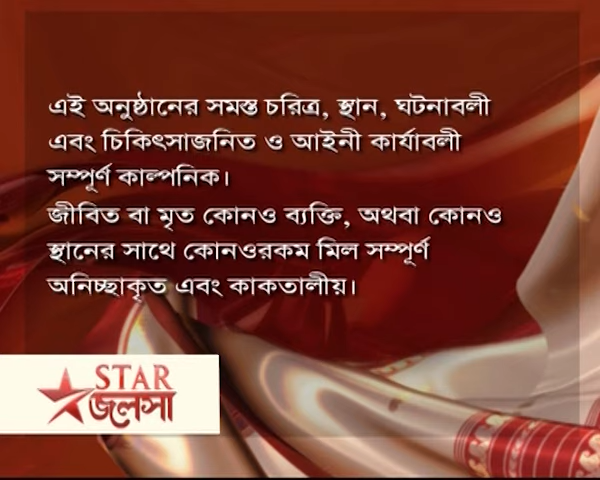 এই অনুষ্ঠানের সমস্ত চরিত্র, স্থান, ঘটনাবলী
এবং চিকিৎসাজনিত ও আইনী কার্যাবলী
সম্পূর্ণ কাল্পনিক।
জীবিত বা মৃত কোনও ব্যক্তি, অথবা কোনও
স্থানের সাথে কোনওরকম মিল সম্পূর্ণ
অনিচ্ছাকৃত এবং কাকতালীয়।
STAR
জলসা